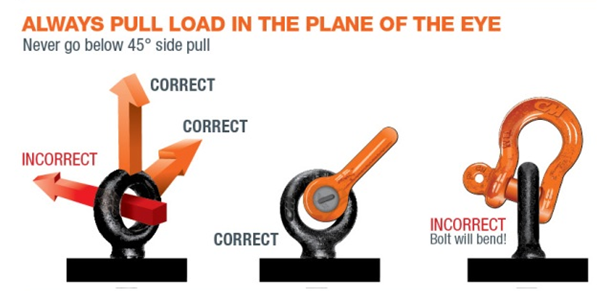 ALWAYS PULL LOAD IN THE PLANE OF THE EYE
Never go below 45° side pull
CORRECT
CORRECT
INCORRECT
CORRECT
INCORRECT
Bolt will bend!
CM